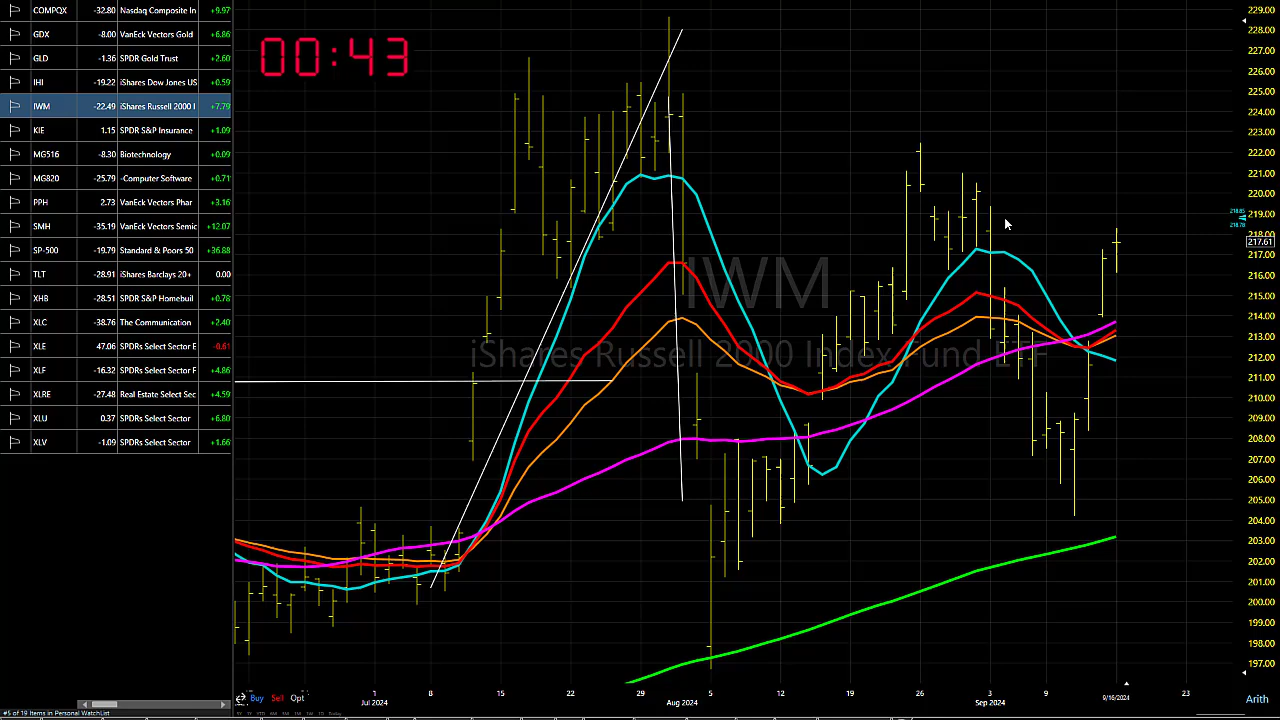 COMPQX -32.80 Nasdaq Composite In +9.97
GDX -8.00 VanEck Vectors Gold +6.86
GLD -1.36 SPDR Gold Trust +2.60
IHI -19.22 iShares Dow Jones US +0.59
IWM -22.49 iShares Russell 2000 I +7.79
KIE 1.15 SPDR S&P Insurance +1.09
MG516 -8.30 Biotechnology +0.09
MG820 -25.79 -Computer Software +0.71
PPH 2.73 VanEck Vectors Phar +3.16
SMH -35.19 VanEck Vectors Semic +12.07
SP-500 -19.79 Standard & Poors 50 +36.88
TLT -28.91 iShares Barclays 20+ 0.00
XHB -28.51 SPDR S&P Homebuil +0.78
XLC -38.76 The Communication +2.40
XLE 47.06 SPDRs Select Sector E -0.61
XLF -16.32 SPDRs Select Sector F +4.86
XLRE -27.48 Real Estate Select Sec +4.59
XLU 0.37 SPDRs Select Sector +6.80
XLV -1.09 SPDRs Select Sector +1.66
#5 of 19 Items in Personal WatchList
00:43
IWM
iShares Russell 2000 Index Fund ETF
229.00
228.00
227.00
226.00
225.00
224.00
223.00
222.00
221.00
220.00
219.00
218.85
218.78
218.00
217.61
216.00
215.00
214.00
213.00
212.00
211.00
210.00
209.00
208.00
207.00
206.00
205.00
204.00
203.00
202.00
201.00
200.00
199.00
198.00
197.00
Buy Sell Opt
1 8 15 22 29 5 12 19 26 3 9 23
Jul 2024 Aug 2024 Sep 2024 9/16/2024
Arith